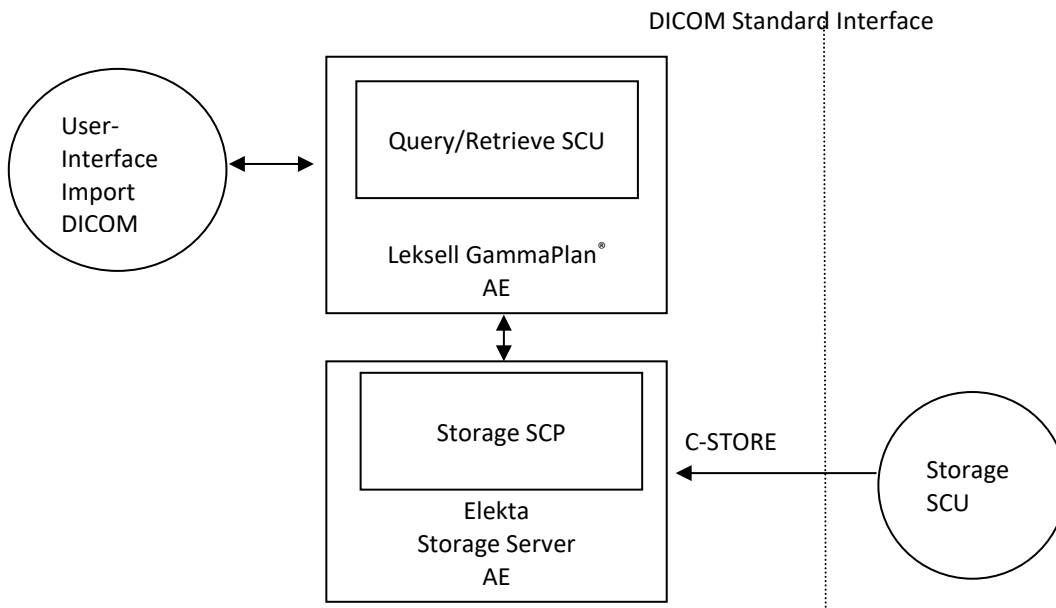 DICOM Standard Interface
User-
Interface
Import
DICOM
Query/Retrieve SCU
Leksell GammaPlan®
AE
Storage SCP
Elekta
Storage Server
AE
C-STORE
Storage
SCU